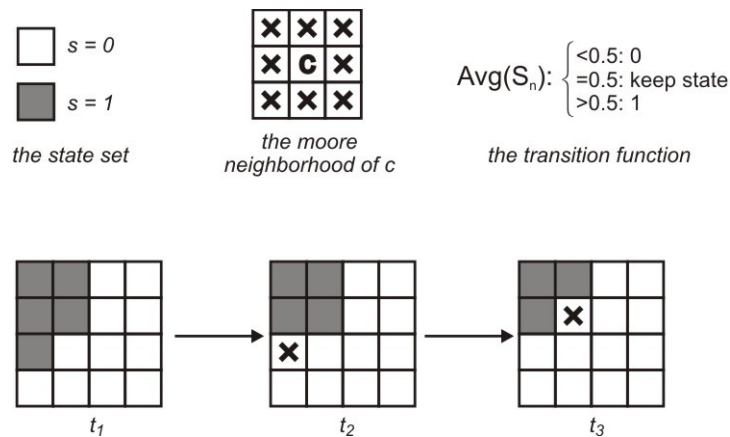 s = 0
s = 1
the state set
C
the moore
neighborhood of c
Avg(Sn): <0.5: 0
=0.5: keep state
>0.5: 1
the transition function
t1
t2
t3